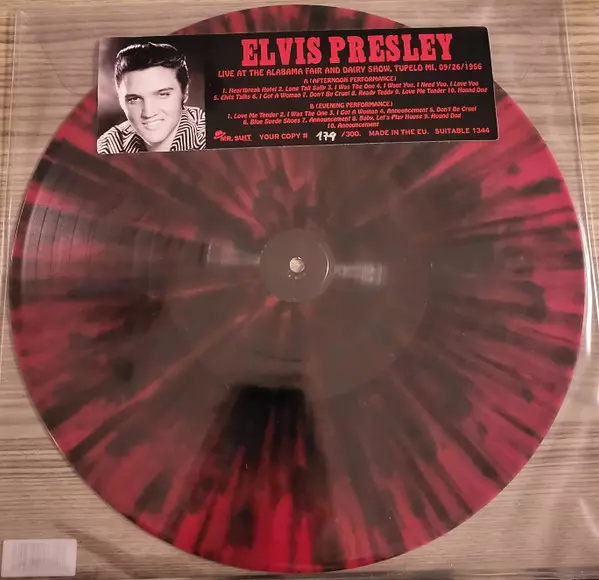 ELVIS PRESLEY
LIVE AT THE ALABAMA FAIR AND DAIRY SHOW, TUPELO MI. 09/26/1956
A (AFTERNOON PERFORMANCE)
1. Heartbreak Hotel 2. Long Tall Sally 3. I Was The One 4. I Want You, I Need You, I Love You
5. Elvis Talks 6. I Got A Woman 7. Don't Be Cruel 8. Ready Teddy 9. Love Me Tender 10. Hound Dog
B (EVENING PERFORMANCE)
1. Love Me Tender 2. I Was The One 3. I Got A Woman 4. Announcement 5. Don't Be Cruel
6. Blue Suede Shoes 7. Announcement 8. Baby, Let's Play House 9. Hound Dog
10. Announcement
MR. SUIT YOUR COPY # 179 /300. MADE IN THE EU. SUITABLE 1344